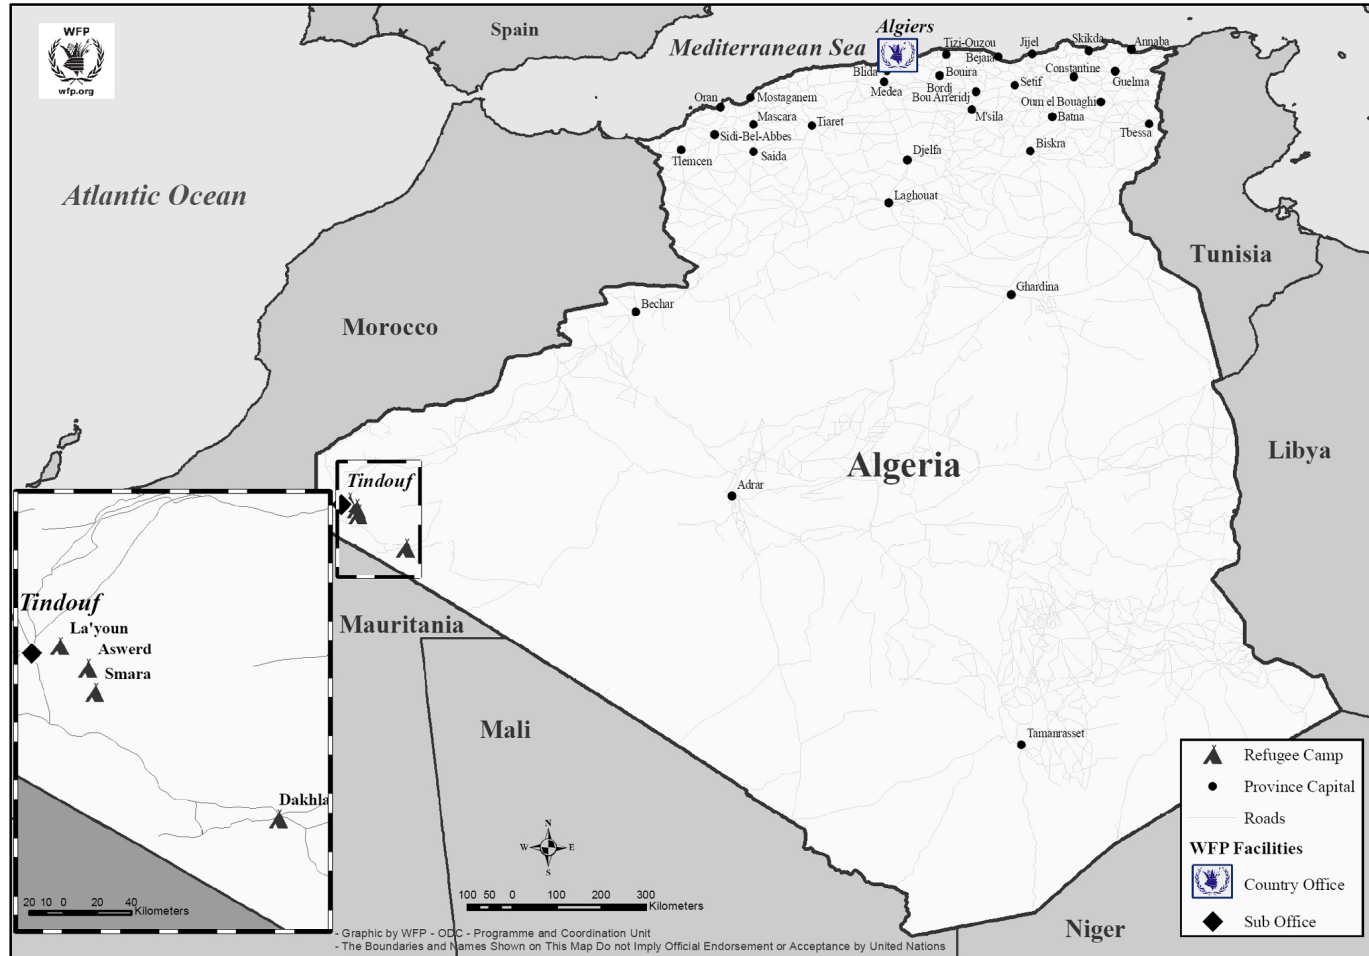 WFP
wfp.org
Spain
Mediterranean Sea
Algiers
Tizi-Ouzou
Jijel
Skikda
Annaba
Bejaia
Blida
Bouira
Constantine
Setif
Guelma
Medea
Bordj
Bou Arreridj
Oum el Bouaghi
Oran
Mostaganem
M'sila
Batna
Mascara
Tiaret
Tbessa
Sidi-Bel-Abbes
Tlemcen
Saida
Djelfa
Biskra
Atlantic Ocean
Laghouat
Tunisia
Ghardina
Bechar
Morocco
Libya
Algeria
Tindouf
Adrar
Tindouf
La'youn
Aswerd
Smara
Dakhla
20 10 0 20 40
Kilometers
Mauritania
Mali
Tamanrasset
N
W E
S
100 50 0 100 200 300
Kilometers
Niger
Refugee Camp
Province Capital
Roads
WFP Facilities
Country Office
Sub Office
- Graphic by WFP - ODC - Programme and Coordination Unit
- The Boundaries and Names Shown on This Map Do not Imply Official Endorsement or Acceptance by United Nations